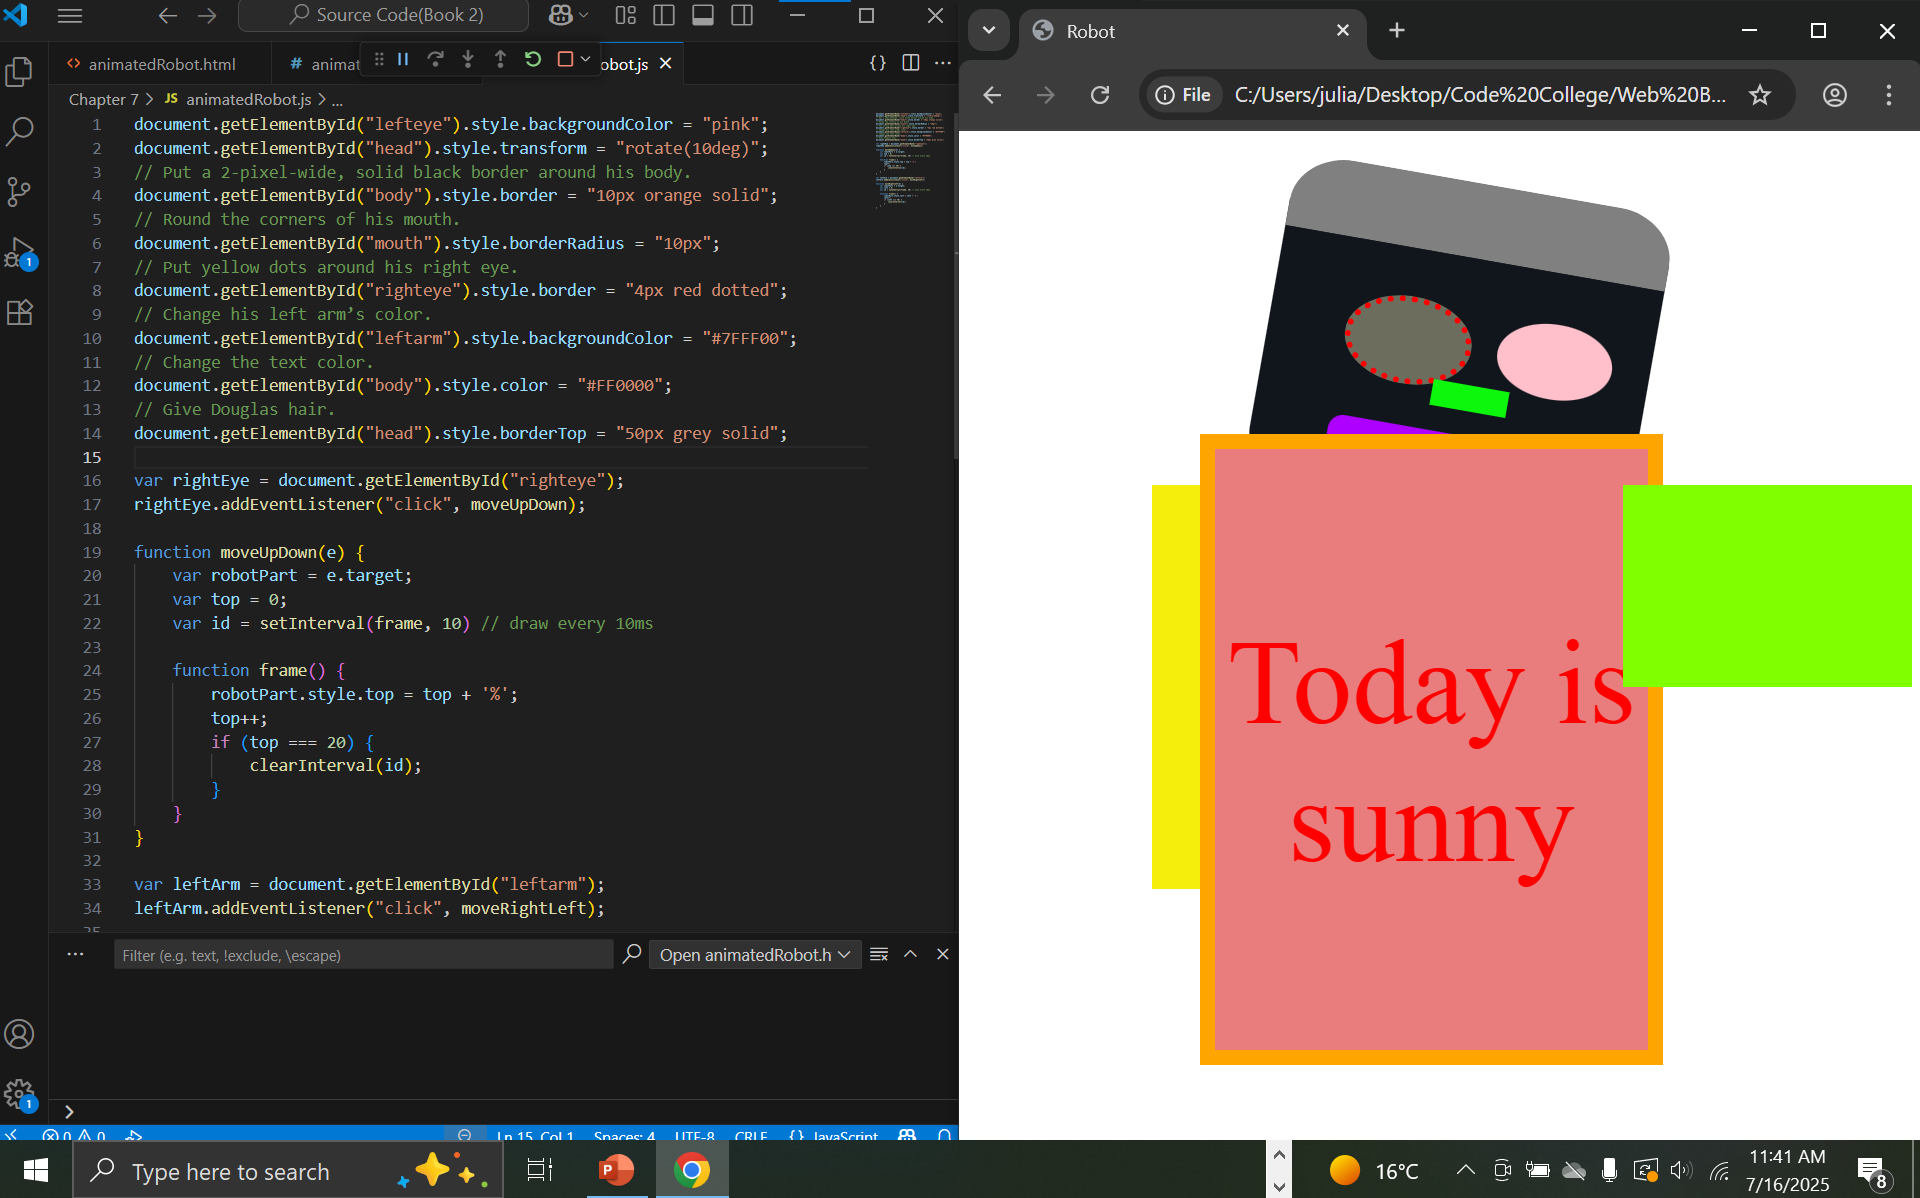 Source Code(Book 2)
animatedRobot.html
# animat
obot.js
{}
Chapter 7 > JS animatedRobot.js > ...
1 document.getElementById("lefteye").style.backgroundColor = "pink";
2 document.getElementById("head").style.transform = "rotate(10deg)";
3 // Put a 2-pixel-wide, solid black border around his body.
4 document.getElementById("body").style.border = "10px orange solid";
5 // Round the corners of his mouth.
6 document.getElementById("mouth").style.borderRadius = "10px";
7 // Put yellow dots around his right eye.
8 document.getElementById("righteye").style.border = "4px red dotted";
9 // Change his left arm’s color.
10 document.getElementById("leftarm").style.backgroundColor = "#7FFF00";
11 // Change the text color.
12 document.getElementById("body").style.color = "#FF0000";
13 // Give Douglas hair.
14 document.getElementById("head").style.borderTop = "50px grey solid";
15
16 var rightEye = document.getElementById("righteye");
17 rightEye.addEventListener("click", moveUpDown);
18
19 function moveUpDown(e) {
20 var robotPart = e.target;
21 var top = 0;
22 var id = setInterval(frame, 10) // draw every 10ms
23
24 function frame() {
25 robotPart.style.top = top + '%';
26 top++;
27 if (top === 20) {
28 clearInterval(id);
29 }
30 }
31 }
32
33 var leftArm = document.getElementById("leftarm");
34 leftArm.addEventListener("click", moveRightLeft);
35
1
Filter (e.g. text, !exclude, \escape)
Open animatedRobot.h
1
0 0 Ln 15, Col 1 Spaces: 4 UTF-8 CRLF {} JavaScript
Robot
File C:/Users/julia/Desktop/Code%20College/Web%20B...
Today is
sunny
Type here to search
P
16°C
11:41 AM
7/16/2025
8